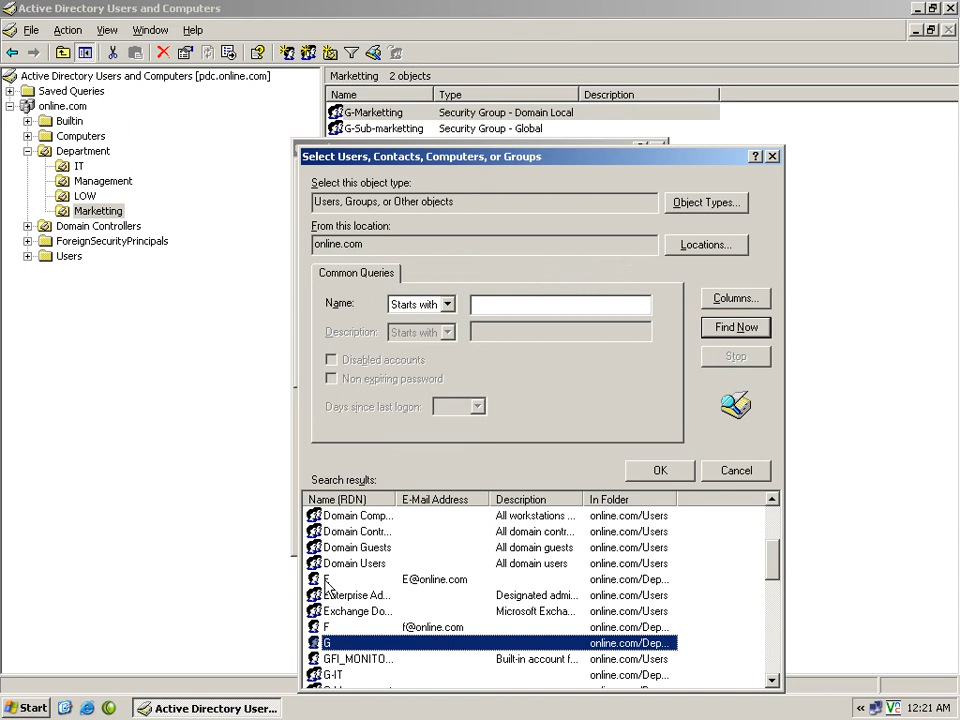 Active Directory Users and Computers
File Action View Window Help
Active Directory Users and Computers [pdc.online.com]
Saved Queries
online.com
Builtin
Computers
Department
IT
Management
LOW
Marketting
Domain Controllers
ForeignSecurityPrincipals
Users
Marketting 2 objects
Name Type Description
G-Marketting Security Group - Domain Local
G-Sub-marketting Security Group - Global
Select Users, Contacts, Computers, or Groups
Select this object type:
Users, Groups, or Other objects Object Types...
From this location:
online.com Locations...
Common Queries
Name: Starts with
Description: Starts with
Disabled accounts
Non expiring password
Days since last logon:
Columns...
Find Now
Stop
OK Cancel
Search results:
Name (RDN) E-Mail Address Description In Folder
Domain Comp... All workstations ... online.com/Users
Domain Contr... All domain contr... online.com/Users
Domain Guests All domain guests online.com/Users
Domain Users All domain users online.com/Users
E E@online.com online.com/Dep...
Enterprise Ad... Designated admi... online.com/Users
Exchange Do... Microsoft Excha... online.com/Users
F f@online.com online.com/Dep...
G online.com/Dep...
GFI_MONITO... Built-in account f... online.com/Users
G-IT online.com/Dep...
Start Active Directory User... 12:21 AM